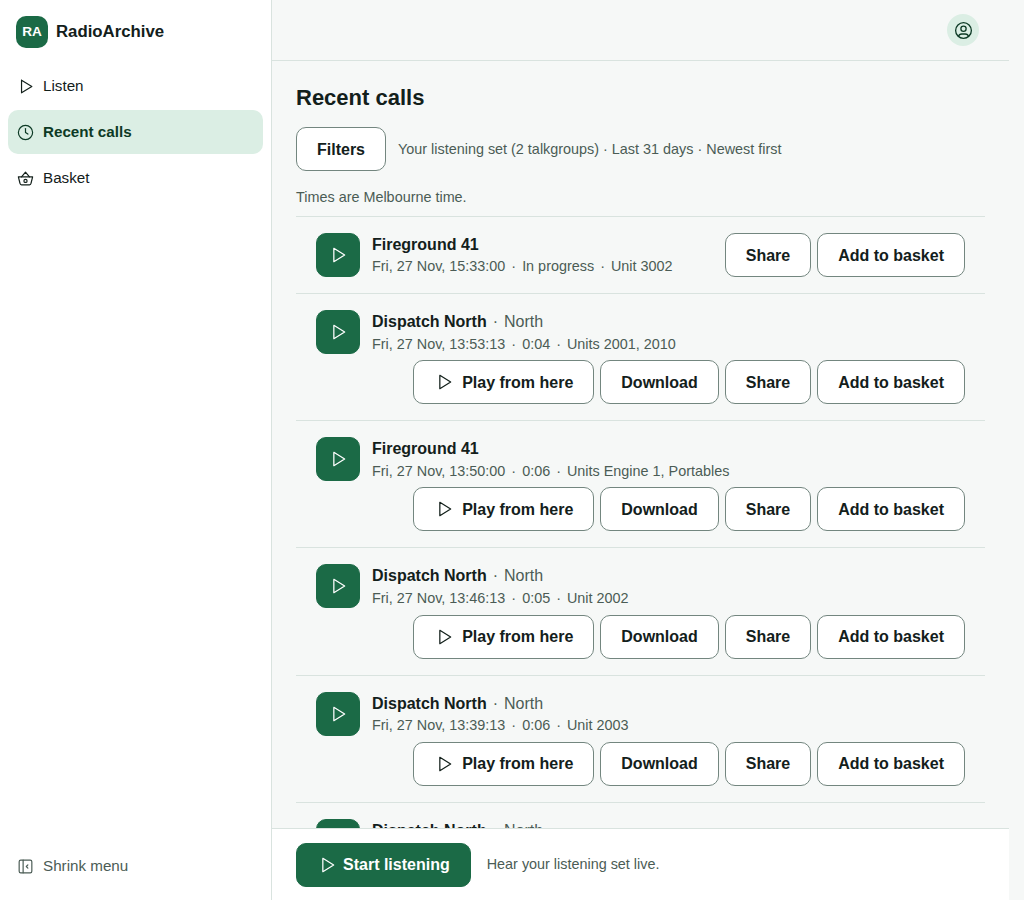 RA RadioArchive
Listen
Recent calls
Basket
Shrink menu
Recent calls
Filters Your listening set (2 talkgroups) · Last 31 days · Newest first
Times are Melbourne time.
Fireground 41
Fri, 27 Nov, 15:33:00 · In progress · Unit 3002
Share Add to basket
Dispatch North · North
Fri, 27 Nov, 13:53:13 · 0:04 · Units 2001, 2010
Play from here Download Share Add to basket
Fireground 41
Fri, 27 Nov, 13:50:00 · 0:06 · Units Engine 1, Portables
Play from here Download Share Add to basket
Dispatch North · North
Fri, 27 Nov, 13:46:13 · 0:05 · Unit 2002
Play from here Download Share Add to basket
Dispatch North · North
Fri, 27 Nov, 13:39:13 · 0:06 · Unit 2003
Play from here Download Share Add to basket
Dispatch North · North
Start listening Hear your listening set live.